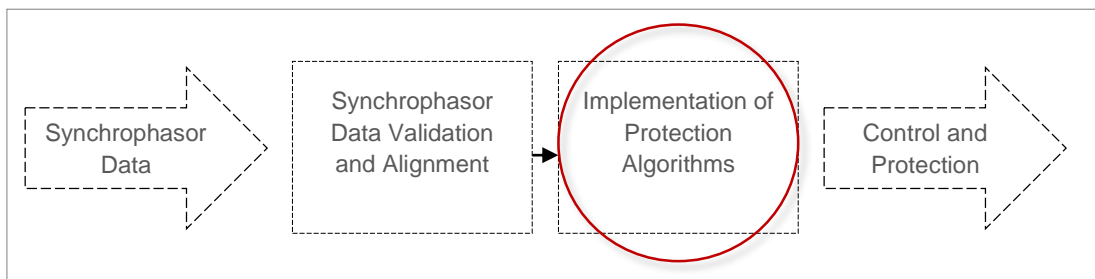 Synchrophasor
Data
Synchrophasor
Data Validation
and Alignment
Implementation of
Protection
Algorithms
Control and
Protection